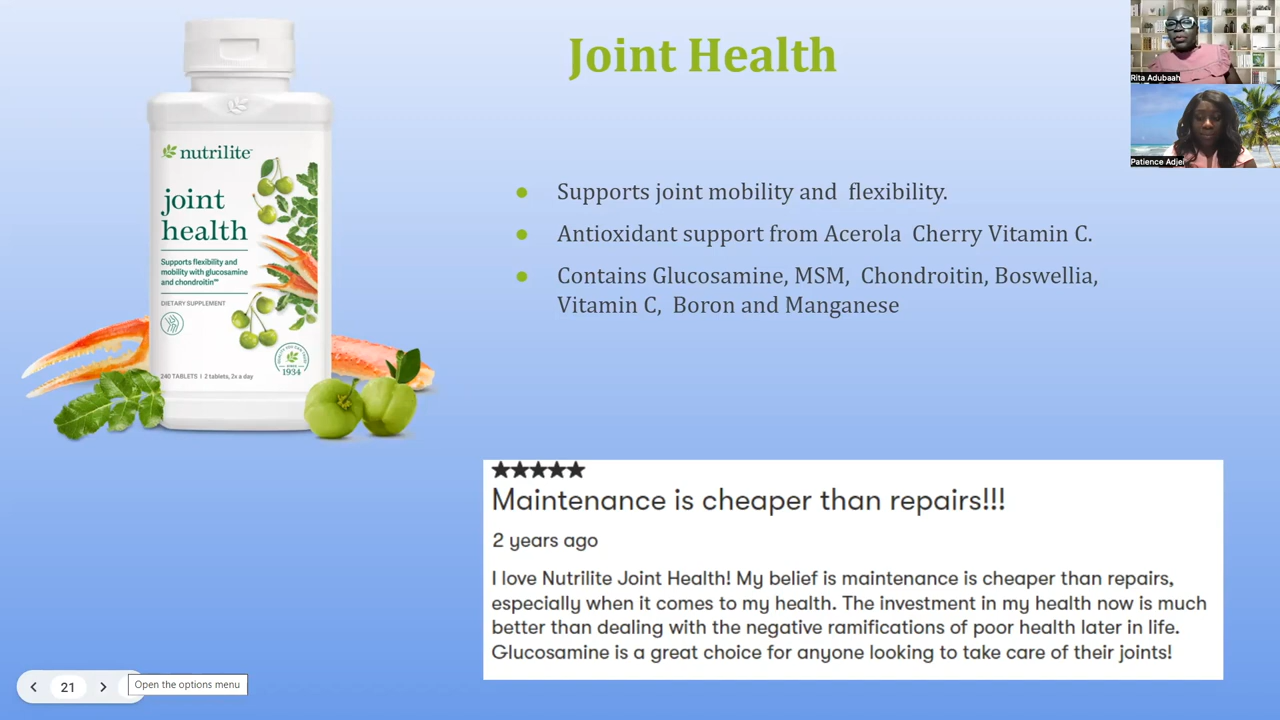 Joint Health
Rita Adubaah
Patience Adjei
nutrilite
joint
health
Supports flexibility and
mobility with glucosamine
and chondroitin**
DIETARY SUPPLEMENT
SINCE
1934
240 TABLETS | 2 tablets, 2x a day
● Supports joint mobility and flexibility.
● Antioxidant support from Acerola Cherry Vitamin C.
● Contains Glucosamine, MSM, Chondroitin, Boswellia,
Vitamin C, Boron and Manganese
★★★★★
Maintenance is cheaper than repairs!!!
2 years ago
I love Nutrilite Joint Health! My belief is maintenance is cheaper than repairs,
especially when it comes to my health. The investment in my health now is much
better than dealing with the negative ramifications of poor health later in life.
Glucosamine is a great choice for anyone looking to take care of their joints!
21
Open the options menu